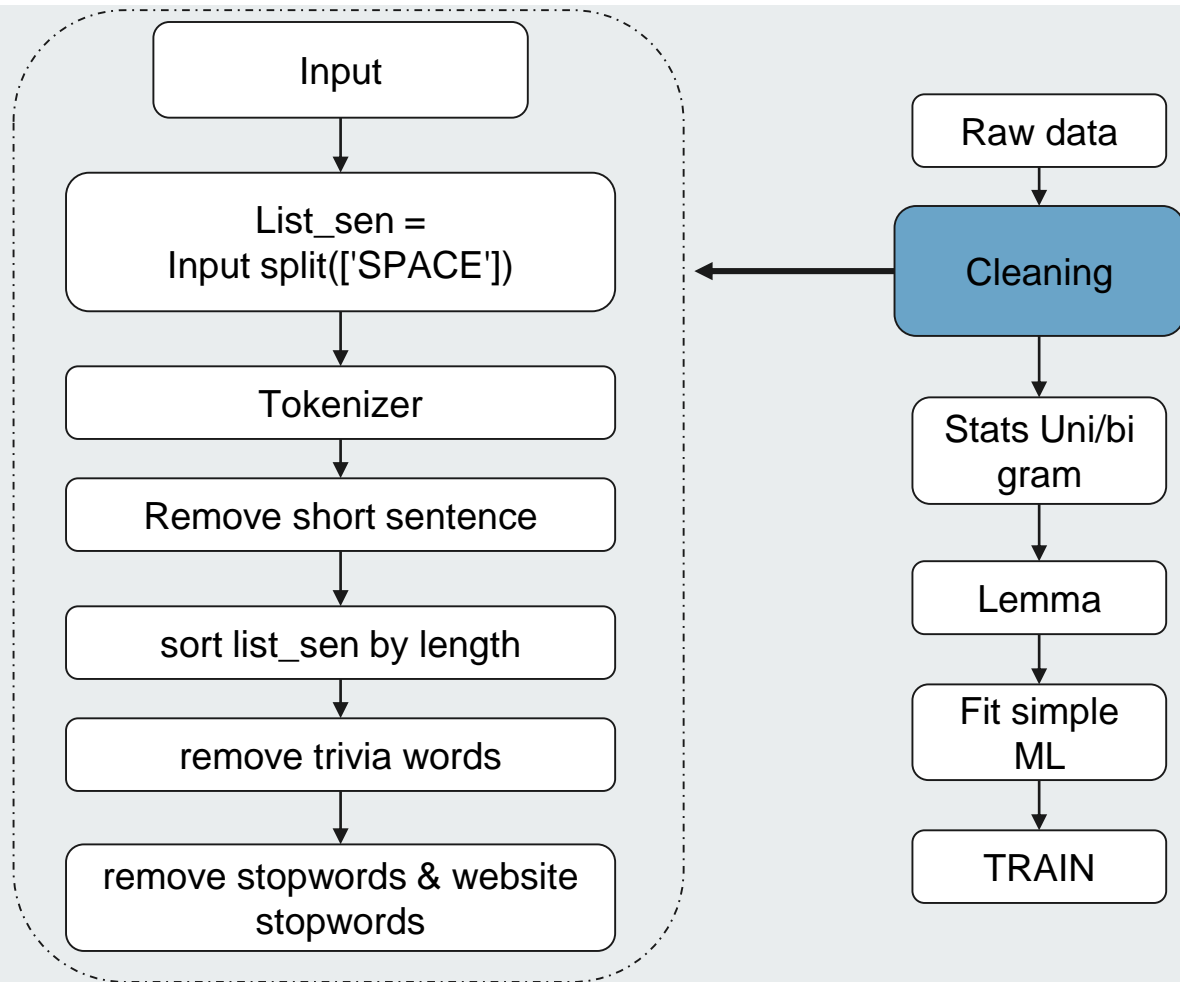 Input
List_sen =
Input split(['SPACE'])
Tokenizer
Remove short sentence
sort list_sen by length
remove trivia words
remove stopwords & website
stopwords
Raw data
Cleaning
Stats Uni/bi
gram
Lemma
Fit simple
ML
TRAIN